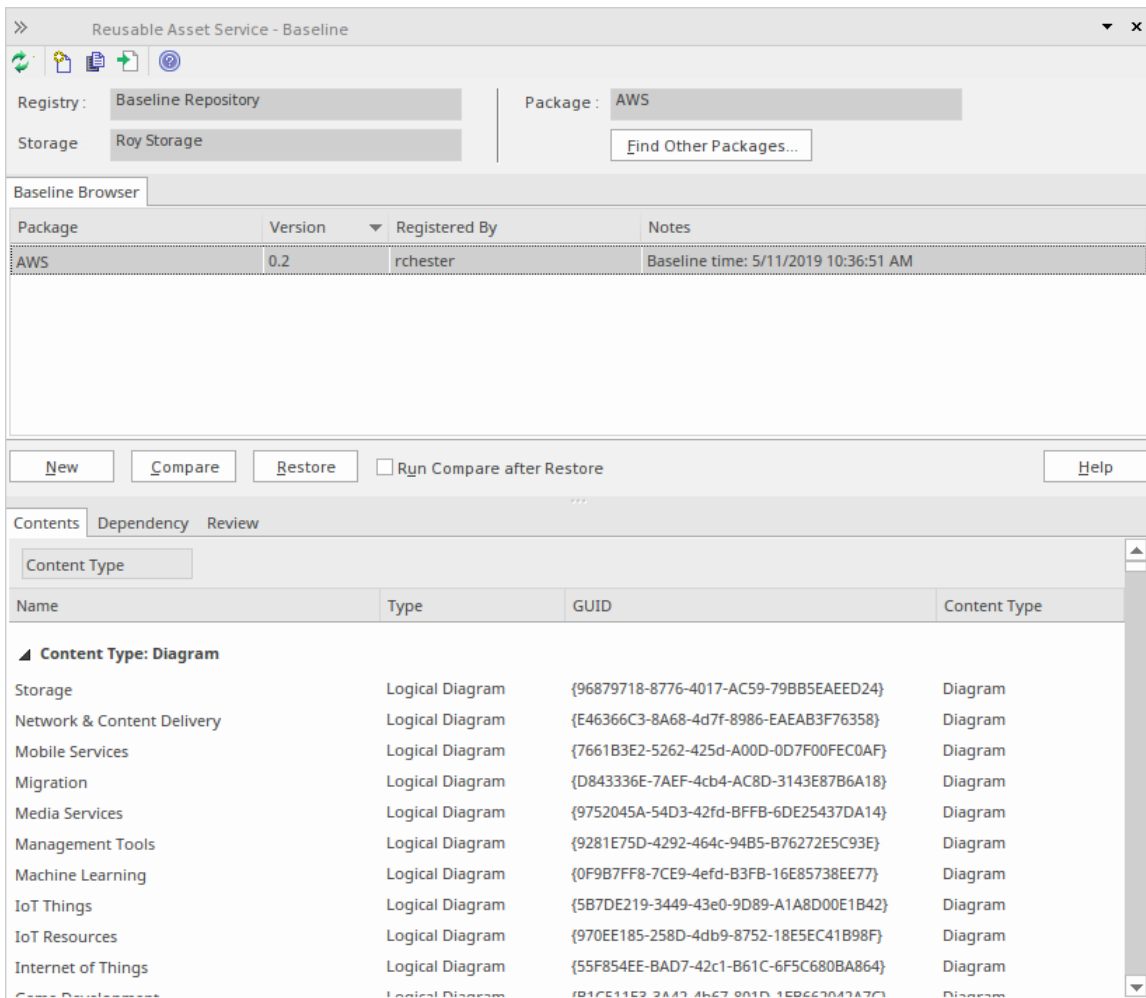 Reusable Asset Service - Baseline
Registry : Baseline Repository Package : AWS
Storage Roy Storage Find Other Packages...
Baseline Browser
Package Version Registered By Notes
AWS 0.2 rchester Baseline time: 5/11/2019 10:36:51 AM
New Compare Restore Run Compare after Restore Help
Contents Dependency Review
Content Type
Name Type GUID Content Type
Content Type: Diagram
Storage Logical Diagram {96879718-8776-4017-AC59-79BB5EAEED24} Diagram
Network & Content Delivery Logical Diagram {E46366C3-8A68-4d7f-8986-EAEAB3F76358} Diagram
Mobile Services Logical Diagram {7661B3E2-5262-425d-A00D-0D7F00FEC0AF} Diagram
Migration Logical Diagram {D843336E-7AEF-4cb4-AC8D-3143E87B6A18} Diagram
Media Services Logical Diagram {9752045A-54D3-42fd-BFFB-6DE25437DA14} Diagram
Management Tools Logical Diagram {9281E75D-4292-464c-94B5-B76272E5C93E} Diagram
Machine Learning Logical Diagram {0F9B7FF8-7CE9-4efd-B3FB-16E85738EE77} Diagram
IoT Things Logical Diagram {5B7DE219-3449-43e0-9D89-A1A8D00E1B42} Diagram
IoT Resources Logical Diagram {970EE185-258D-4db9-8752-18E5EC41B98F} Diagram
Internet of Things Logical Diagram {55F854EE-BAD7-42c1-B61C-6F5C680BA864} Diagram
Game Development Logical Diagram Diagram